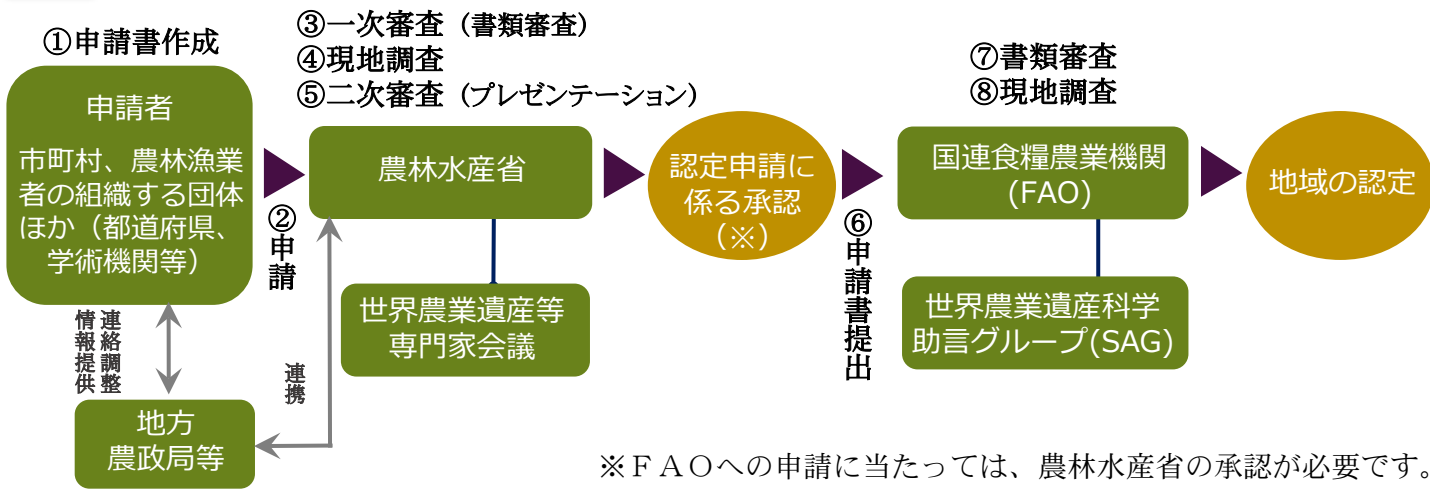 ①申請書作成
申請者
市町村、農林漁業
者の組織する団体
ほか（都道府県、
学術機関等）
②申請
連絡調整
情報提供
地方
農政局等
連携
③一次審査（書類審査）
④現地調査
⑤二次審査（プレゼンテーション）
農林水産省
世界農業遺産等
専門家会議
認定申請に
係る承認
（※）
⑥申請書提出
⑦書類審査
⑧現地調査
国連食糧農業機関
(FAO)
世界農業遺産科学
助言グループ(SAG)
地域の認定
※ＦＡＯへの申請に当たっては、農林水産省の承認が必要です。